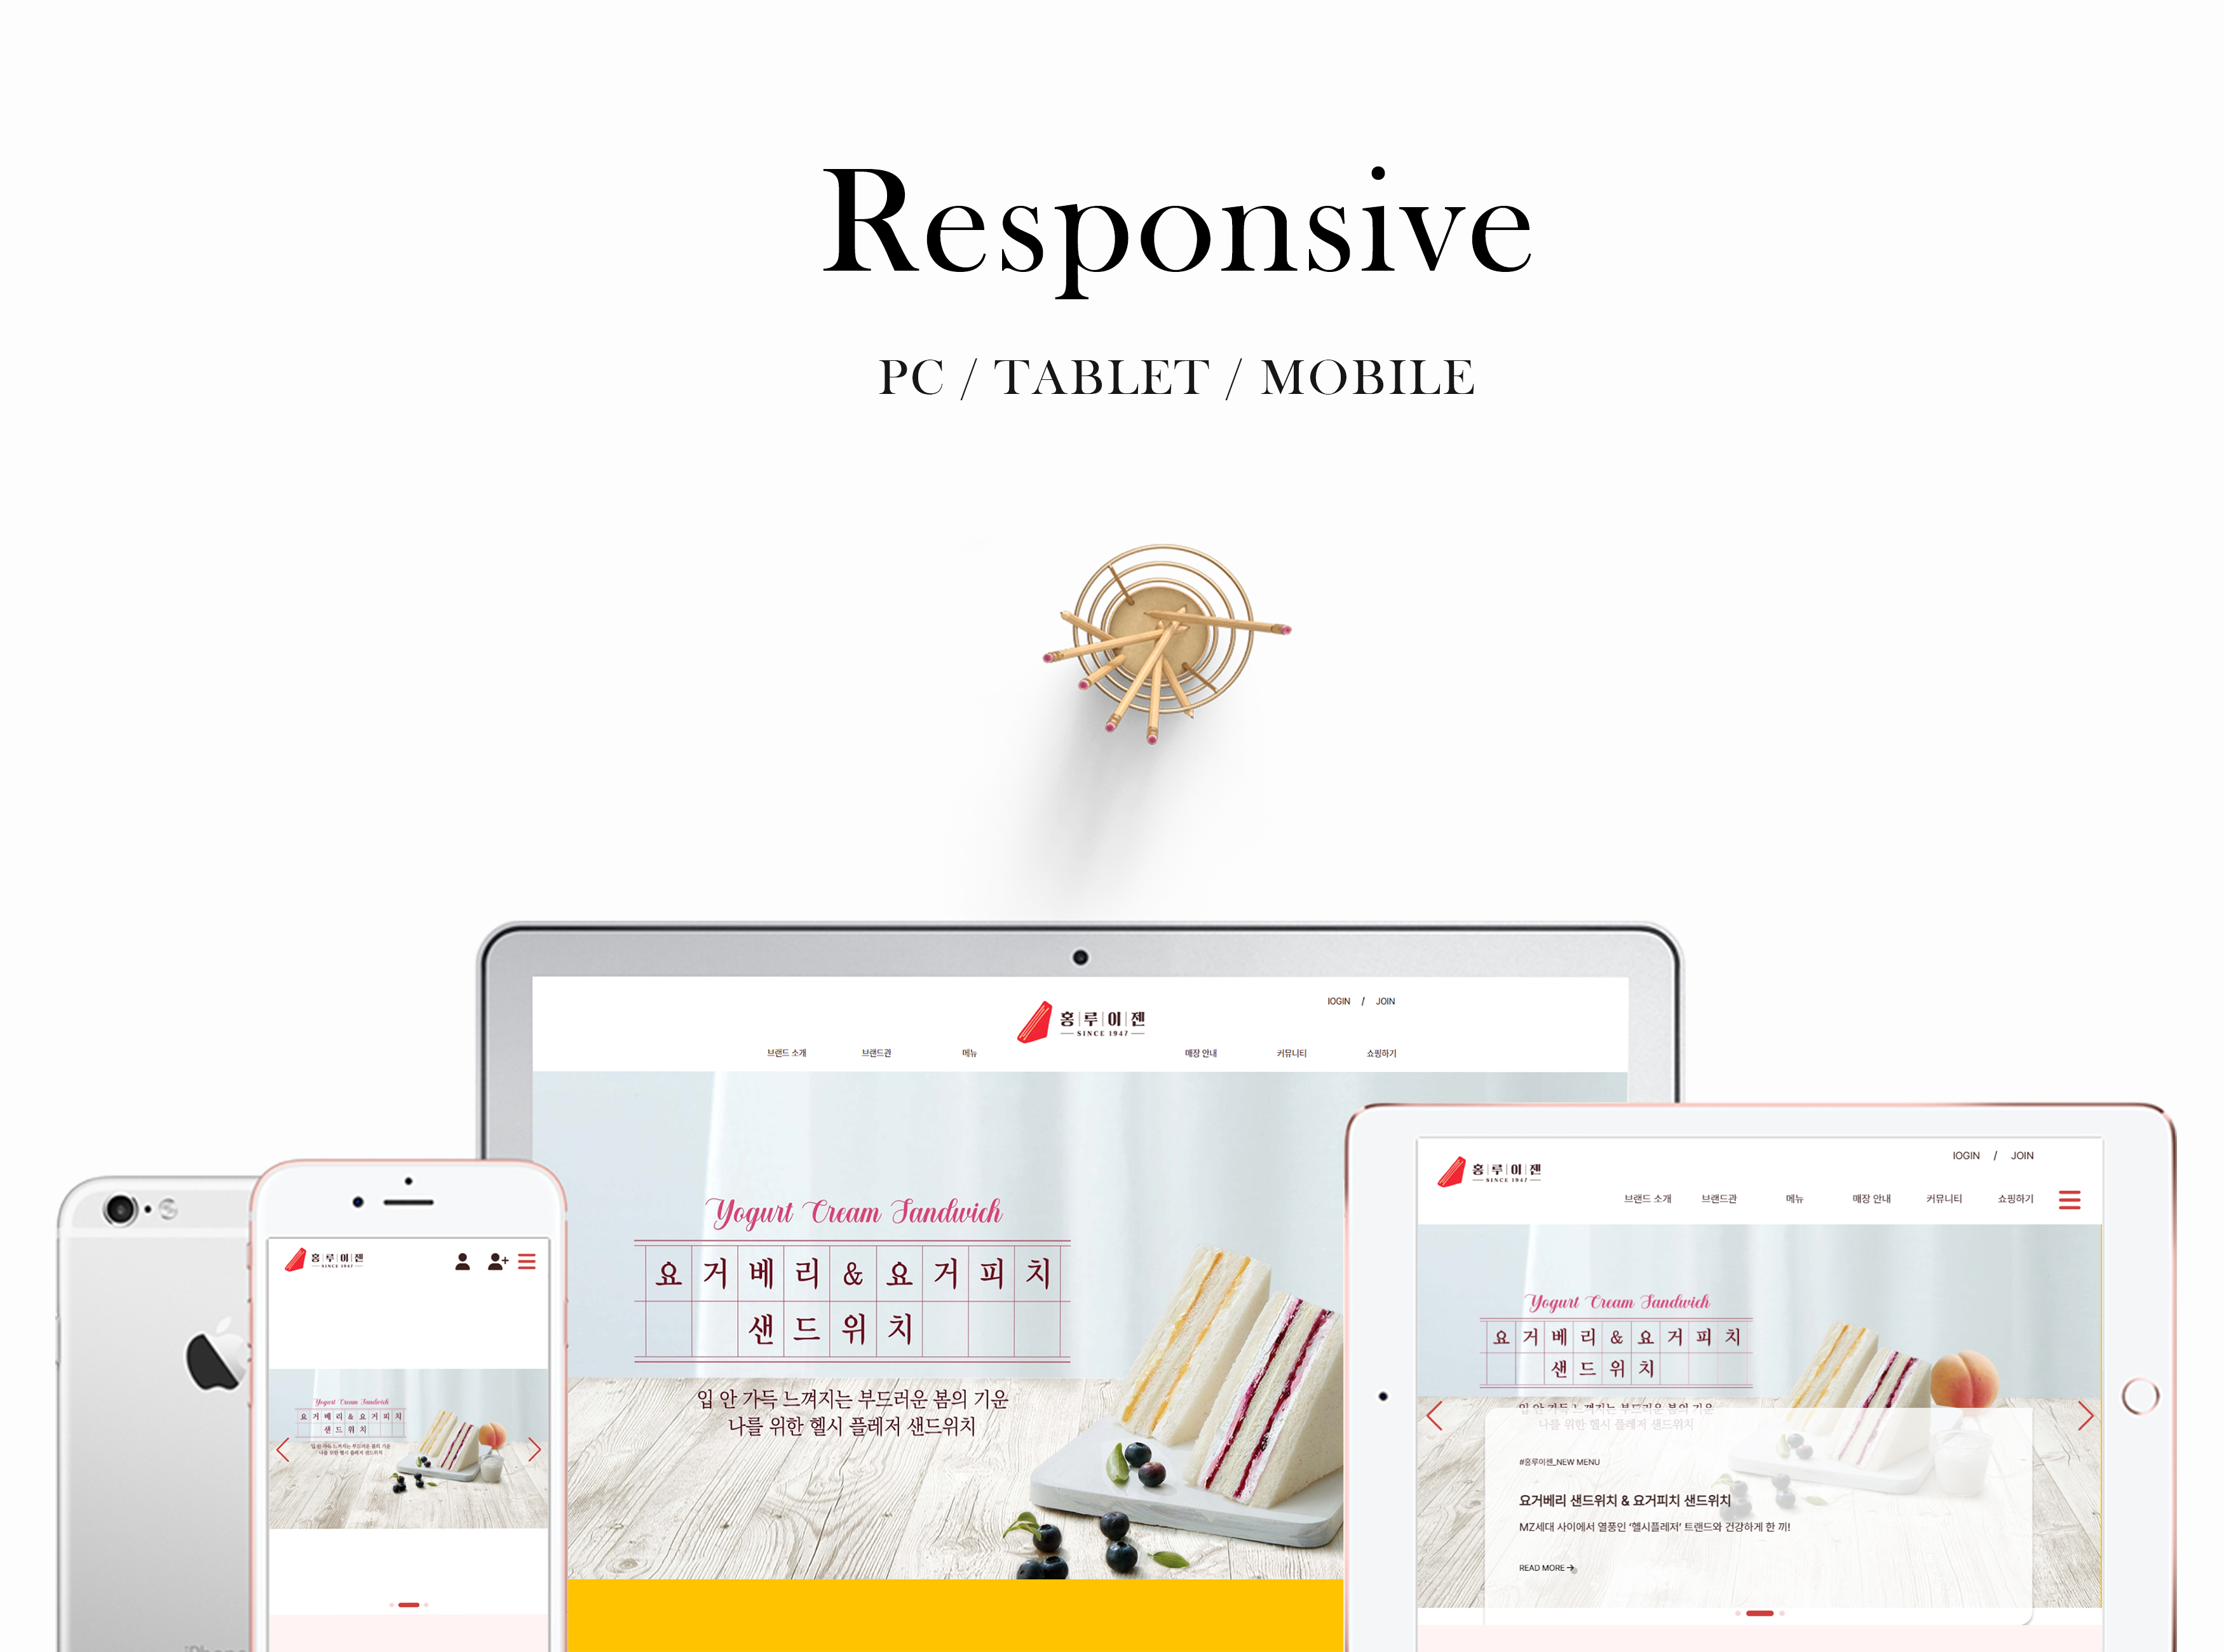 Responsive
PC / TABLET / MOBILE
IOGIN / JOIN
홍루이젠
SINCE 1947
브랜드 소개 브랜드관 메뉴 매장 안내 커뮤니티 쇼핑하기
Yogurt Cream Sandwich
요거베리&요거피치
샌드위치
입 안 가득 느껴지는 부드러운 봄의 기운
나를 위한 헬시 플레저 샌드위치
홍루이젠
SINCE 1947
Yogurt Cream Sandwich
요거베리&요거피치
샌드위치
입 안 가득 느껴지는 부드러운 봄의 기운
나를 위한 헬시 플레저 샌드위치
IOGIN / JOIN
홍루이젠
SINCE 1947
브랜드 소개 브랜드관 메뉴 매장 안내 커뮤니티 쇼핑하기
Yogurt Cream Sandwich
요거베리&요거피치
샌드위치
입 안 가득 느껴지는 부드러운 봄의 기운
나를 위한 헬시 플레저 샌드위치
#홍루이젠_NEW MENU
요거베리 샌드위치 & 요거피치 샌드위치
MZ세대 사이에서 열풍인 '헬시플레저' 트랜드와 건강하게 한 끼!
READ MORE